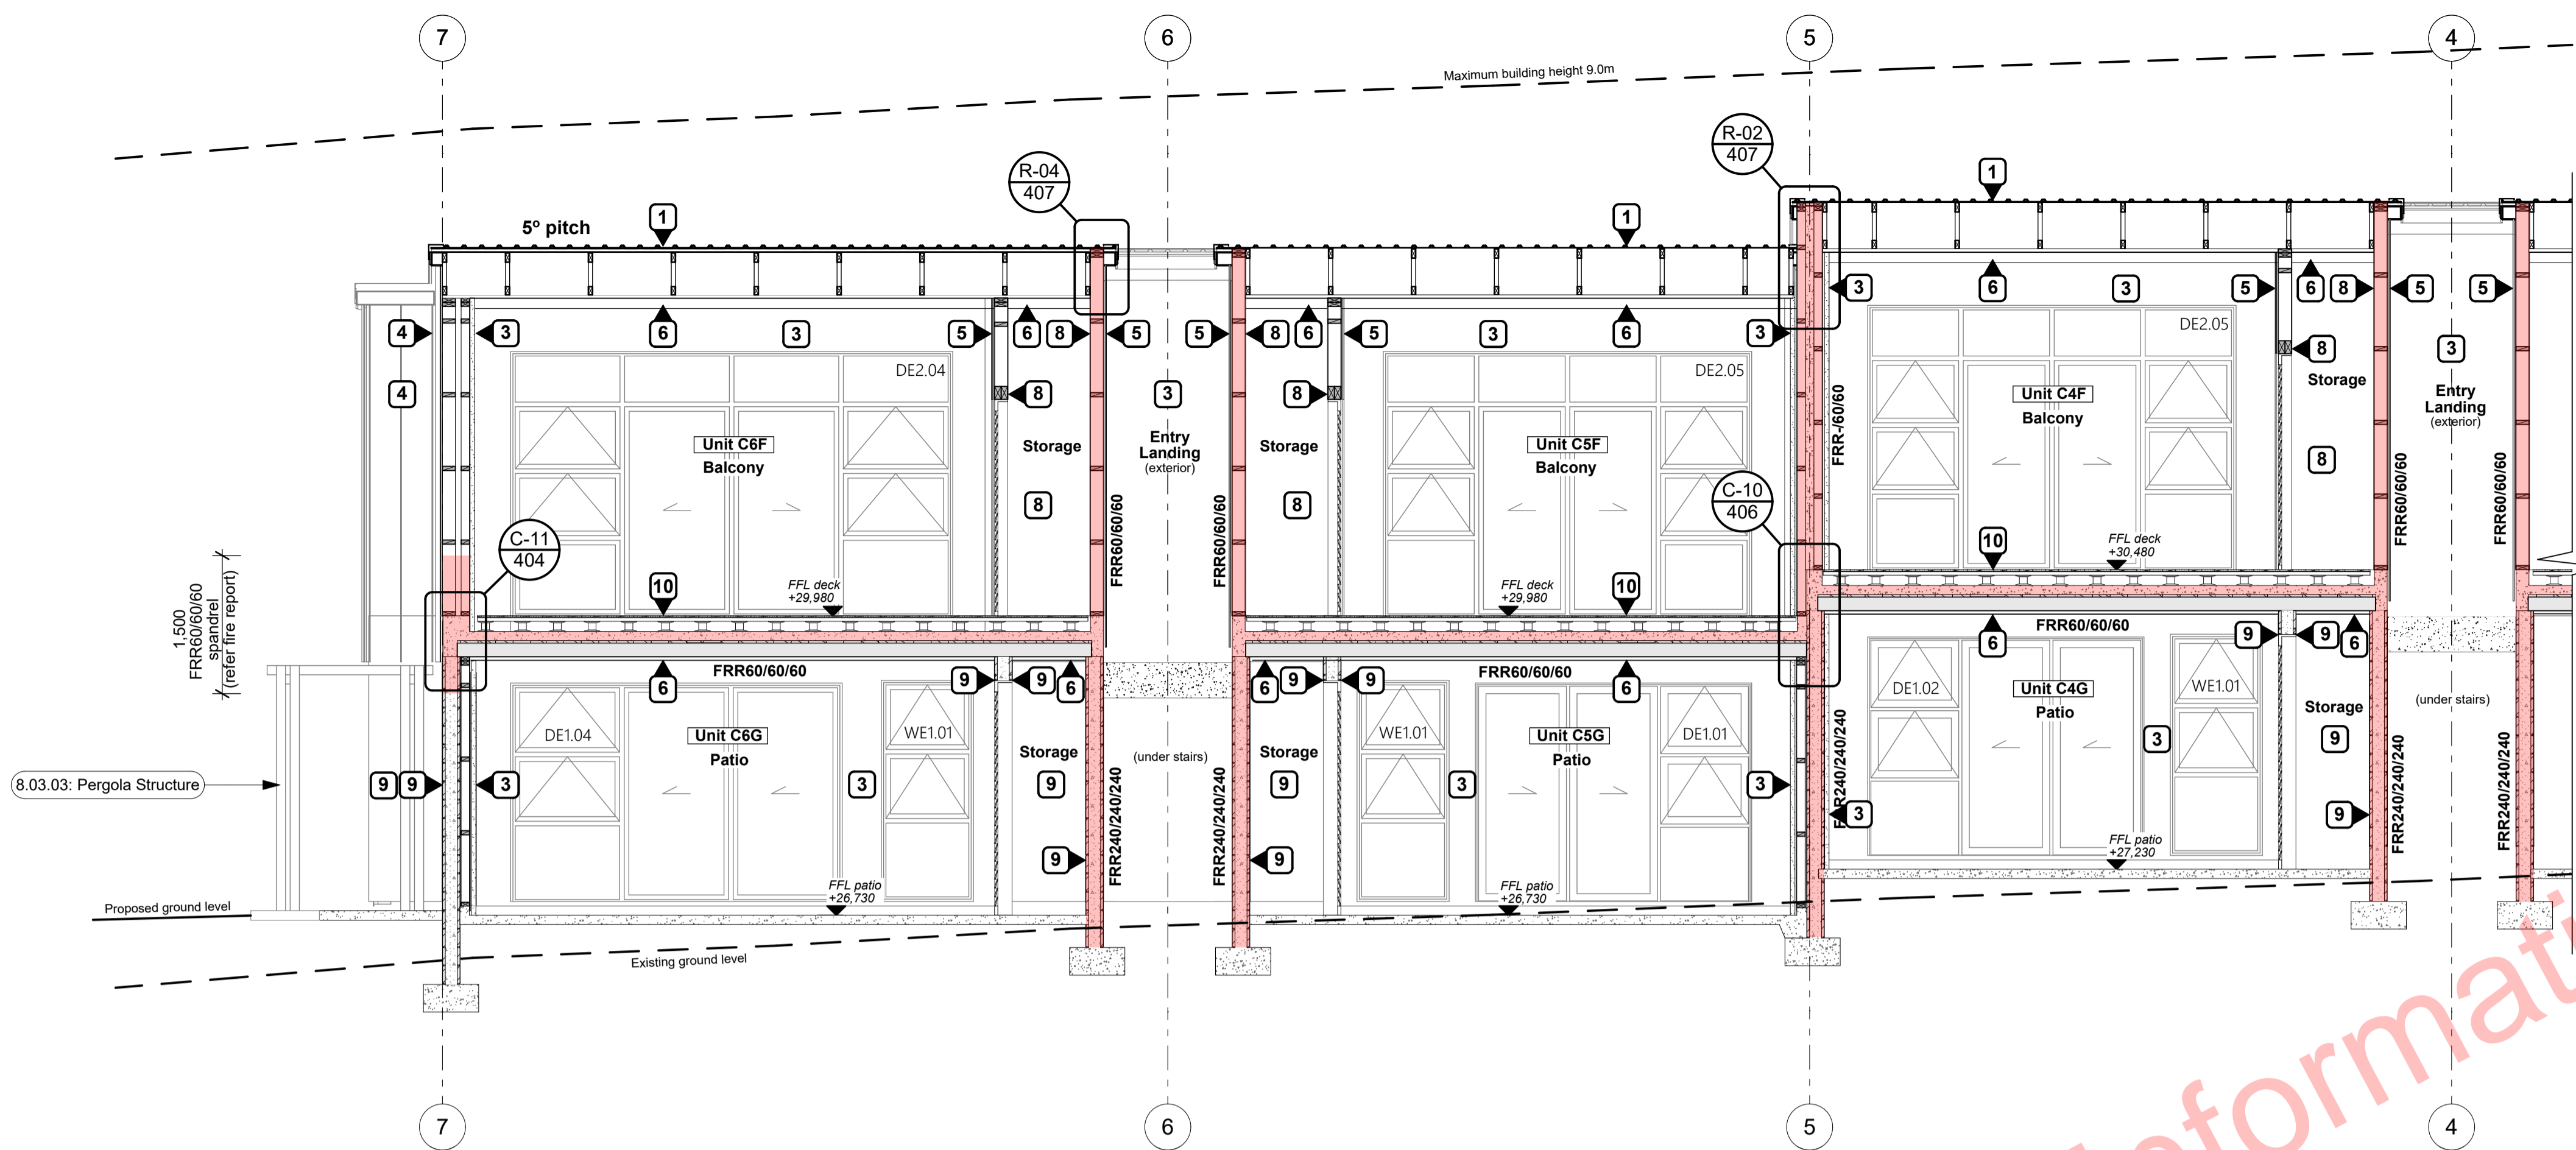 7
6
5
4
Maximum building height 9.0m
R-04
407
R-02
407
5º pitch
1
1
1
4
3
6
3
5
6
8
5
5
8
6
5
3
6
3
3
6
3
5
6
8
5
5
4
DE2.04
DE2.05
DE2.05
8
3
8
8
3
Unit C6F
Balcony
Storage
Entry
Landing
(exterior)
Storage
Unit C5F
Balcony
FRR-/60/60
Unit C4F
Balcony
Storage
Entry
Landing
(exterior)
8
8
8
FRR60/60/60
FRR60/60/60
FRR60/60/60
FRR60/60/60
C-11
404
C-10
406
1,500
FRR60/60/60
spandrel
(refer fire report)
10
FFL deck
+29,980
FFL deck
+29,980
10
10
FFL deck
+30,480
6
FRR60/60/60
9
9
6
6
9
9
FRR60/60/60
6
6
FRR60/60/60
9
9
6
DE1.04
Unit C6G
Patio
WE1.01
Storage
(under stairs)
Storage
WE1.01
Unit C5G
Patio
DE1.01
DE1.02
Unit C4G
Patio
WE1.01
Storage
(under stairs)
8.03.03: Pergola Structure
9
9
3
3
9
9
3
3
3
3
9
9
9
9
FRR240/240/240
FRR240/240/240
FRR240/240/240
FRR240/240/240
FRR240/240/240
FFL patio
+26,730
FFL patio
+26,730
FFL patio
+27,230
Proposed ground level
Existing ground level
7
6
5
4